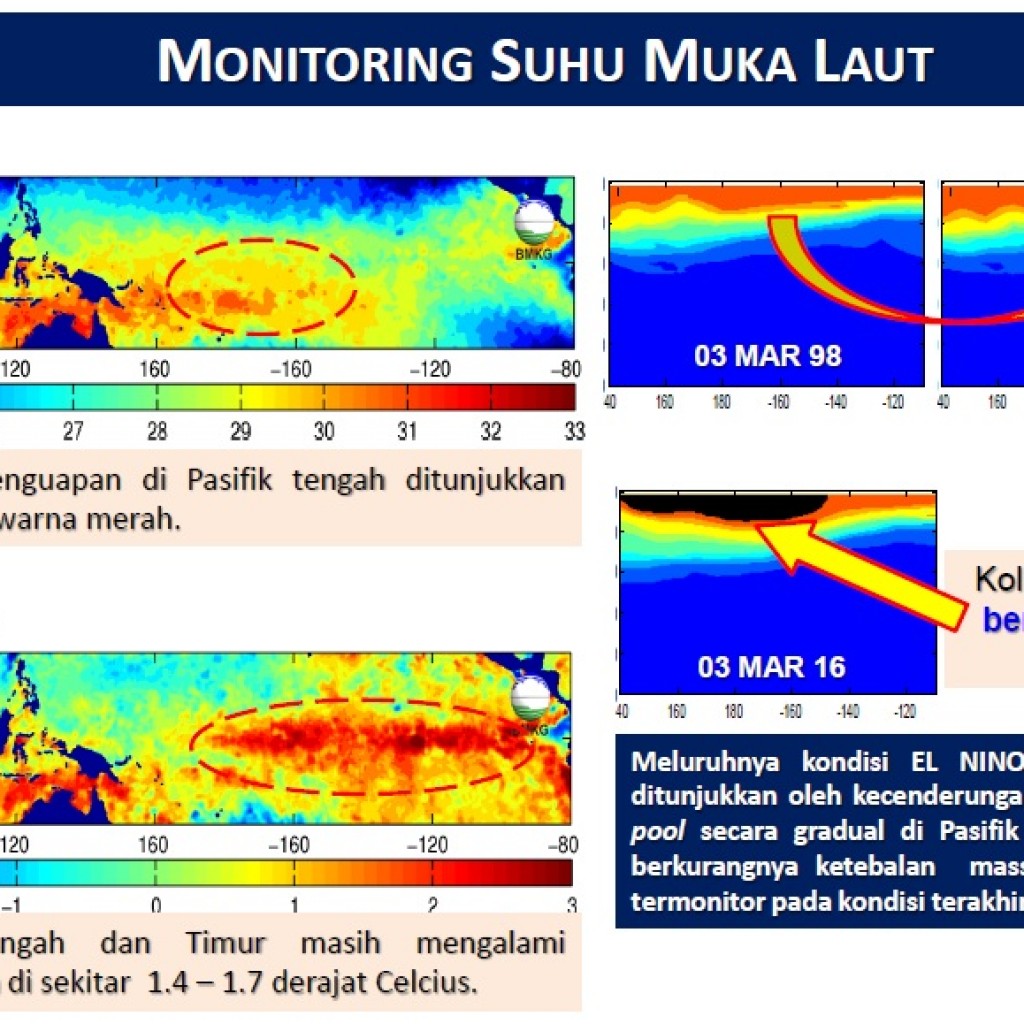 MONITORING SUHU MUKA LAUT
BMKG
120 160 −160 −120 −80
27 28 29 30 31 32 33
enguapan di Pasifik tengah ditunjukkan
warna merah.
120 160 −160 −120 −80
−1 0 1 2 3
ngah dan Timur masih mengalami
di sekitar 1.4 – 1.7 derajat Celcius.
03 MAR 98
40 160 180 -160 -140 -120
40 160
03 MAR 16
40 160 180 -160 -140 -120
Kol
ber
Meluruhnya kondisi EL NINO
ditunjukkan oleh kecenderunga
pool secara gradual di Pasifik
berkurangnya ketebalan mass
termonitor pada kondisi terakhir